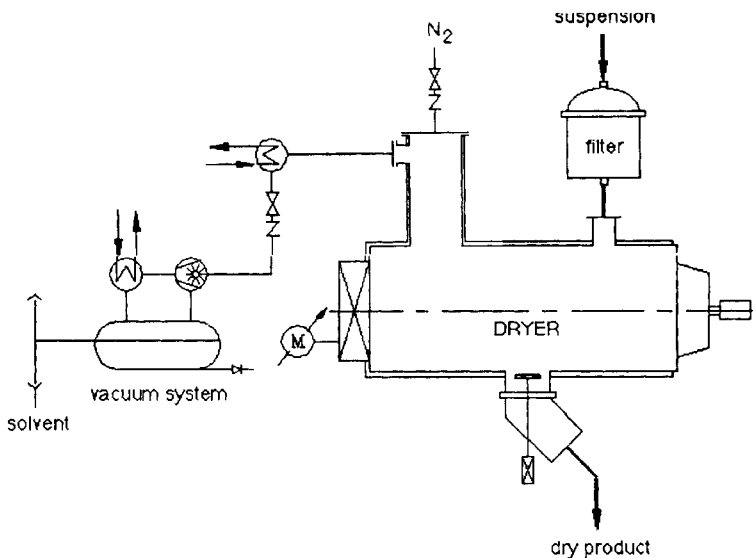 suspension
N2
filter
DRYER
M
vacuum system
solvent
dry product